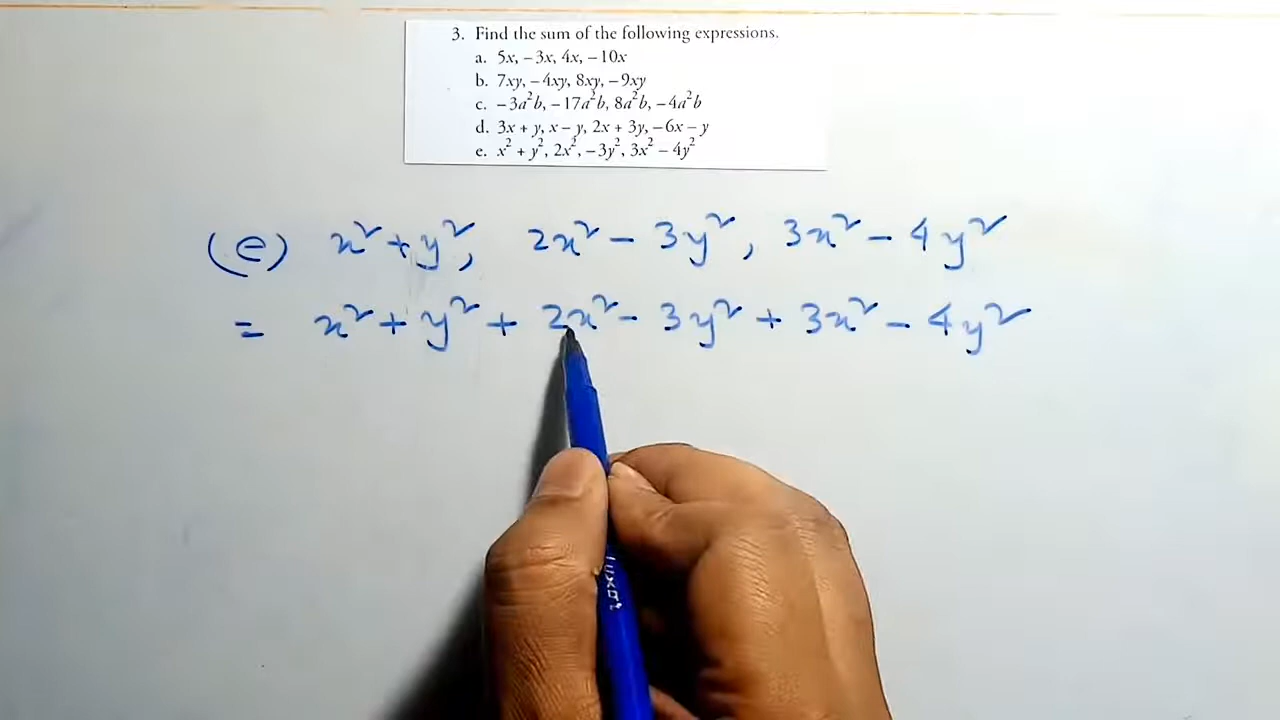 3. Find the sum of the following expressions.
a. 5x, – 3x, 4x, – 10x
b. 7xy, – 4xy, 8xy, – 9xy
c. – 3a²b, – 17a²b, 8a²b, – 4a²b
d. 3x + y, x – y, 2x + 3y, – 6x – y
e. x² + y², 2x², – 3y², 3x² – 4y²
(e) x² + y², 2x² – 3y², 3x² – 4y²
= x² + y² + 2x² – 3y² + 3x² – 4y²
LUXOR